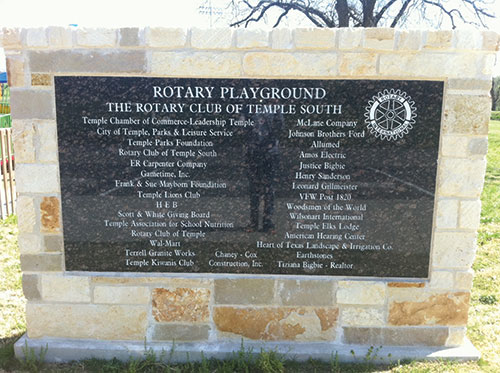 ROTARY PLAYGROUND
THE ROTARY CLUB OF TEMPLE SOUTH
Temple Chamber of Commerce-Leadership Temple
City of Temple, Parks & Leisure Service
Temple Parks Foundation
Rotary Club of Temple South
ER Carpenter Company
Gametime, Inc.
Frank & Sue Mayborn Foundation
Temple Lions Club
H E B
Scott & White Giving Board
Temple Association for School Nutrition
Rotary Club of Temple
Wal-Mart
Terrell Granite Works
Temple Kiwanis Club
Chaney - Cox
Construction, Inc.
McLane Company
Johnson Brothers Ford
Allumed
Amos Electric
Justice Bigbie
Henry Sanderson
Leonard Gillmeister
VFW Post 1820
Woodsmen of the World
Wilsonart International
Temple Elks Lodge
American Hearing Center
Heart of Texas Landscape & Irrigation Co.
Earthstones
Tiziana Bigbie - Realtor
ROTARY
INTERNATIONAL